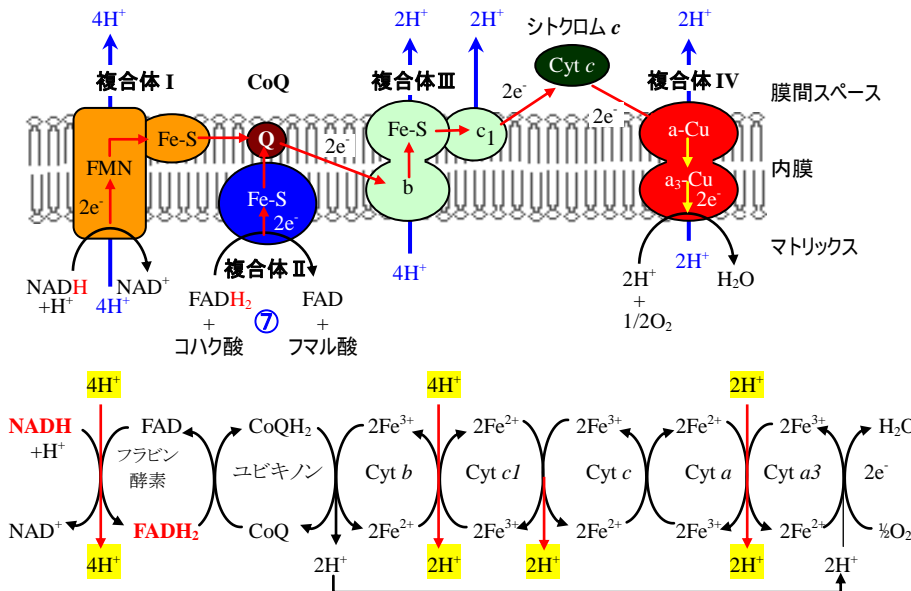 4H⁺ 2H⁺ 2H⁺ シトクロム c
複合体 I CoQ 複合体Ⅲ Cyt c 複合体 IV
膜間スペース
2e⁻ 2e⁻
Fe-S Q 2e⁻ Fe-S c₁ a-Cu
FMN 内膜
Fe-S b a₃-Cu
2e⁻ 2e⁻ 2e⁻
複合体 Ⅱ マトリックス
NADH NAD⁺ 4H⁺ 2H⁺ 2H⁺ H₂O
+H⁺ 4H⁺ FADH₂ FAD +
+ ⑦ + 1/2O₂
コハク酸 フマル酸
4H⁺ 4H⁺ 2H⁺
NADH FAD CoQH₂ 2Fe³⁺ 2Fe²⁺ 2Fe³⁺ 2Fe²⁺ 2Fe³⁺ H₂O
+H⁺ フラビン ユビキノン Cyt b Cyt c1 Cyt c Cyt a Cyt a3 2e⁻
酵素
NAD⁺ FADH₂ CoQ 2Fe²⁺ 2Fe³⁺ 2Fe²⁺ 2Fe³⁺ 2Fe²⁺ ½O₂
4H⁺ 2H⁺ 2H⁺ 2H⁺ 2H⁺ 2H⁺